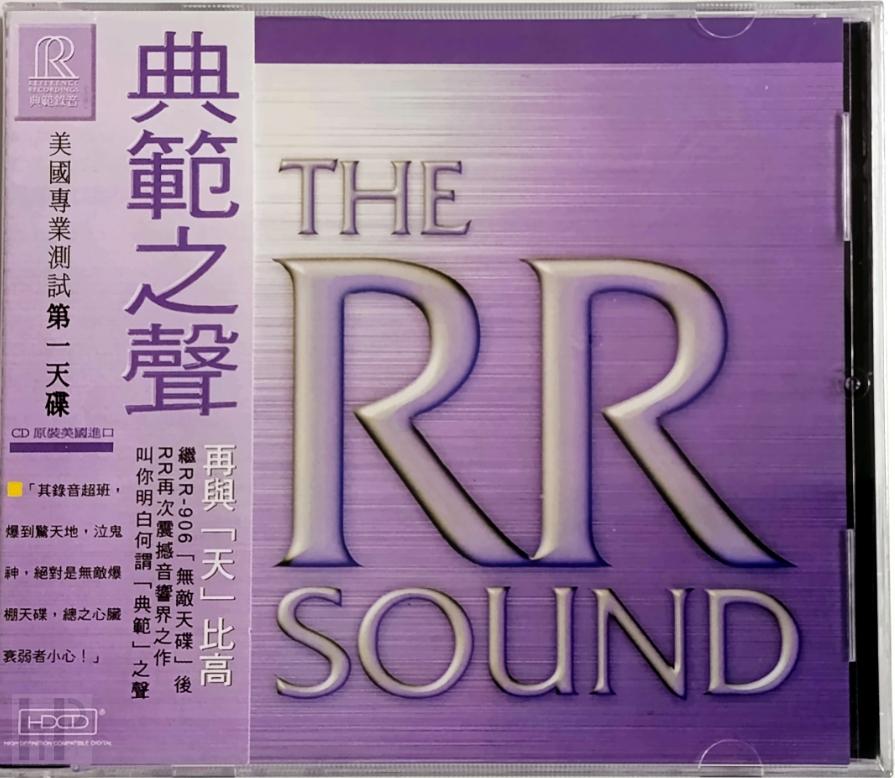 REFERENCE
RECORDINGS
典範錄音
美國專業測試第一天碟
CD 原裝美國進口
典範之聲
再與「天」比高
繼RR-906「無敵天碟」後
RR再次震撼音響界之作
叫你明白何謂「典範」之聲
「其錄音超班，
爆到驚天地，泣鬼
神，絕對是無敵爆
棚天碟，總之心臟
衰弱者小心！」
HDCD®
HIGH DEFINITION COMPATIBLE DIGITAL
THE
RR
SOUND